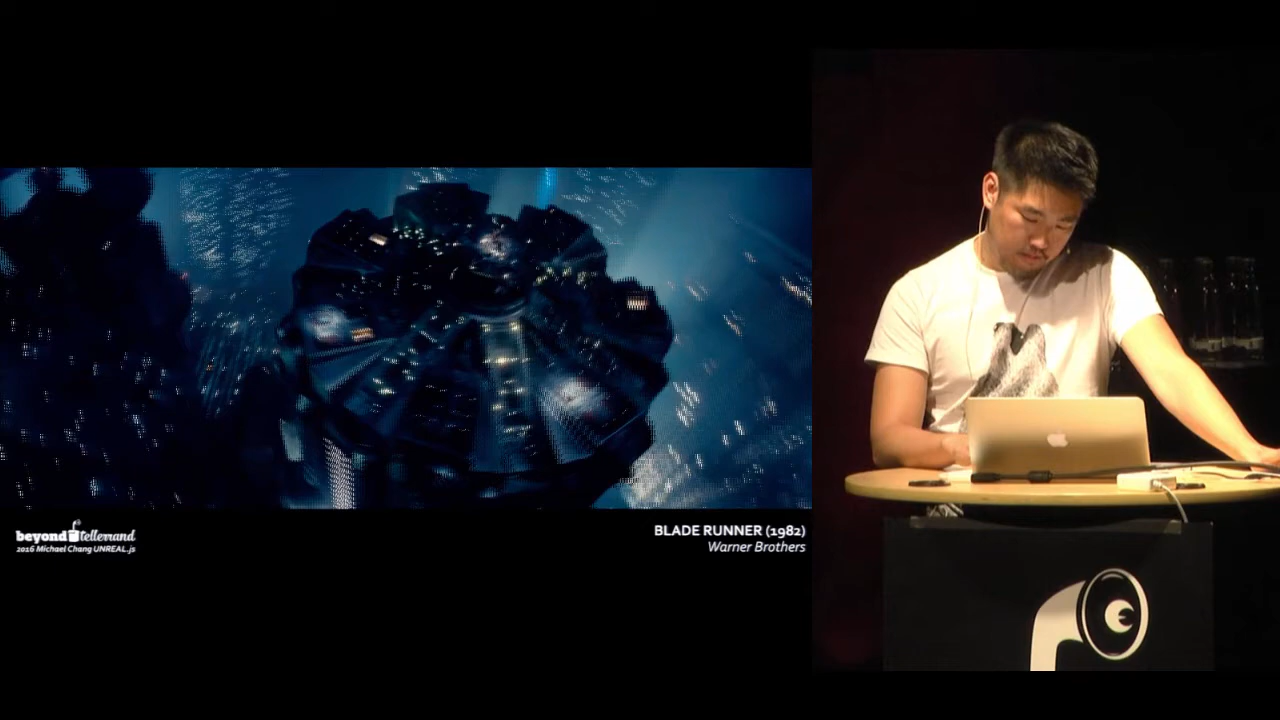 beyond tellerrand
2016 Michael Chang UNREAL.js
BLADE RUNNER (1982)
Warner Brothers